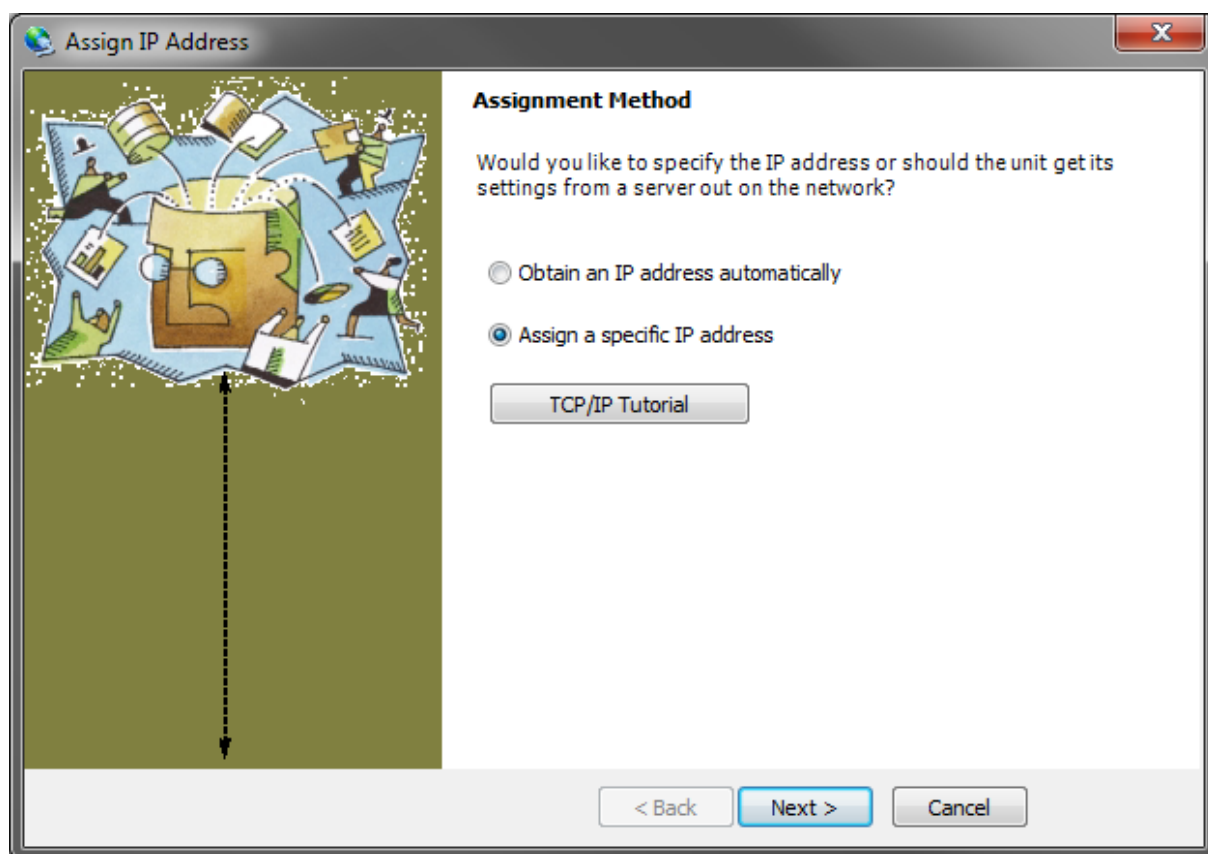 Assign IP Address
Assignment Method
Would you like to specify the IP address or should the unit get its
settings from a server out on the network?
Obtain an IP address automatically
Assign a specific IP address
TCP/IP Tutorial
< Back
Next >
Cancel